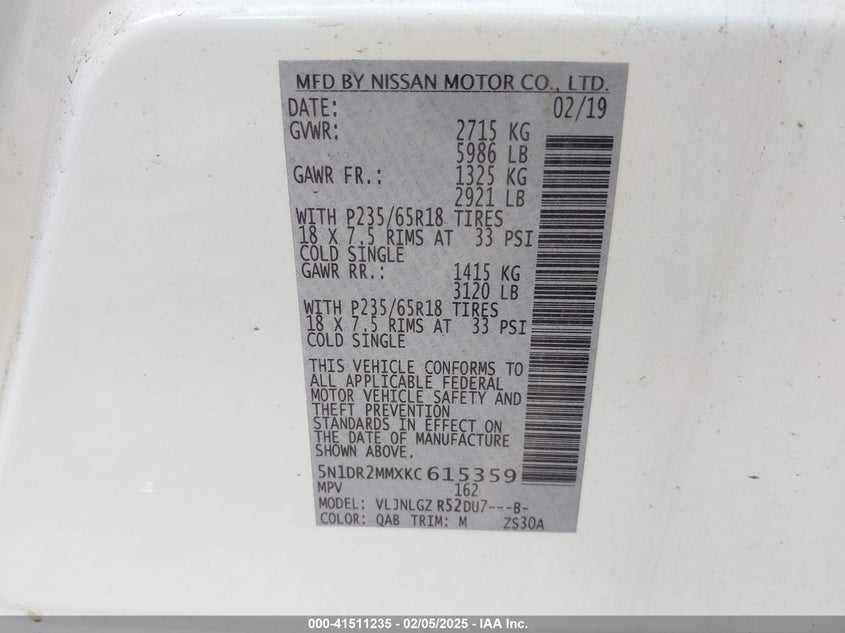 MFD BY NISSAN MOTOR CO., LTD.
DATE: 02/19
GVWR: 2715 KG
5986 LB
GAWR FR.: 1325 KG
2921 LB
WITH P235/65R18 TIRES
18 X 7.5 RIMS AT 33 PSI
COLD SINGLE
GAWR RR.: 1415 KG
3120 LB
WITH P235/65R18 TIRES
18 X 7.5 RIMS AT 33 PSI
COLD SINGLE
THIS VEHICLE CONFORMS TO
ALL APPLICABLE FEDERAL
MOTOR VEHICLE SAFETY AND
THEFT PREVENTION
STANDARDS IN EFFECT ON
THE DATE OF MANUFACTURE
SHOWN ABOVE.
5N1DR2MMXKC615359
MPV 162
MODEL: VLJNLGZ R52DU7---B-
COLOR: QAB TRIM: M ZS30A
000-41511235 - 02/05/2025 - IAA Inc.